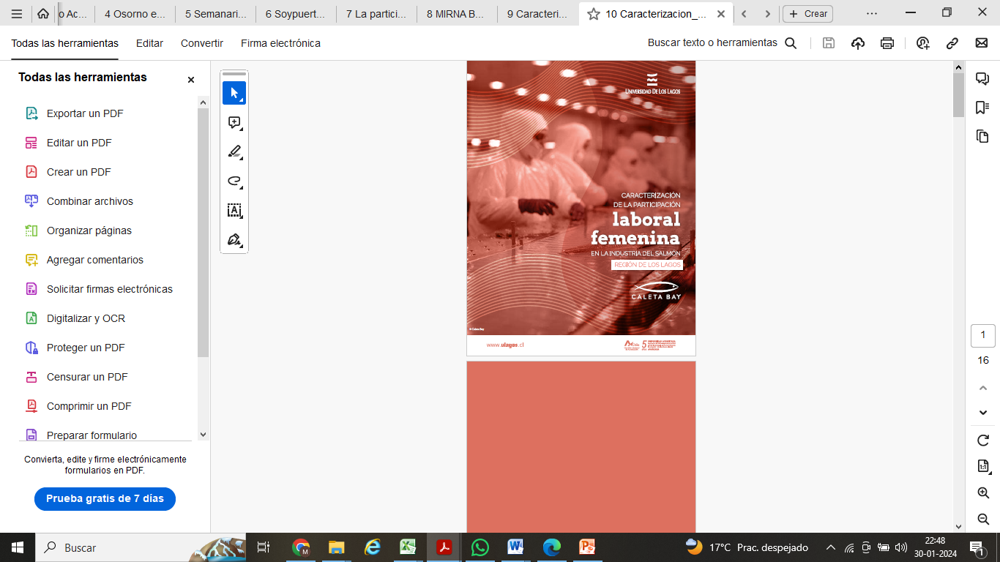 o Ac...
4 Osorno e...
5 Semanari...
6 Soypuert...
7 La partici...
8 MIRNA B...
9 Caracteri...
10 Caracterizacion_...
Crear
Todas las herramientas
Editar
Convertir
Firma electrónica
Buscar texto o herramientas
Todas las herramientas
Exportar un PDF
Editar un PDF
Crear un PDF
Combinar archivos
Organizar páginas
Agregar comentarios
Solicitar firmas electrónicas
Digitalizar y OCR
Proteger un PDF
Censurar un PDF
Comprimir un PDF
Preparar formulario
Convierta, edite y firme electrónicamente
formularios en PDF.
Prueba gratis de 7 días
UNIVERSIDAD DE LOS LAGOS
CARACTERIZACIÓN
DE LA PARTICIPACIÓN
laboral
femenina
EN LA INDUSTRIA DEL SALMÓN
REGIÓN DE LOS LAGOS
CALETA BAY
© Caleta Bay
www.ulagos.cl
5
1
16
1:1
Buscar
17°C Prac. despejado
22:48
30-01-2024
1